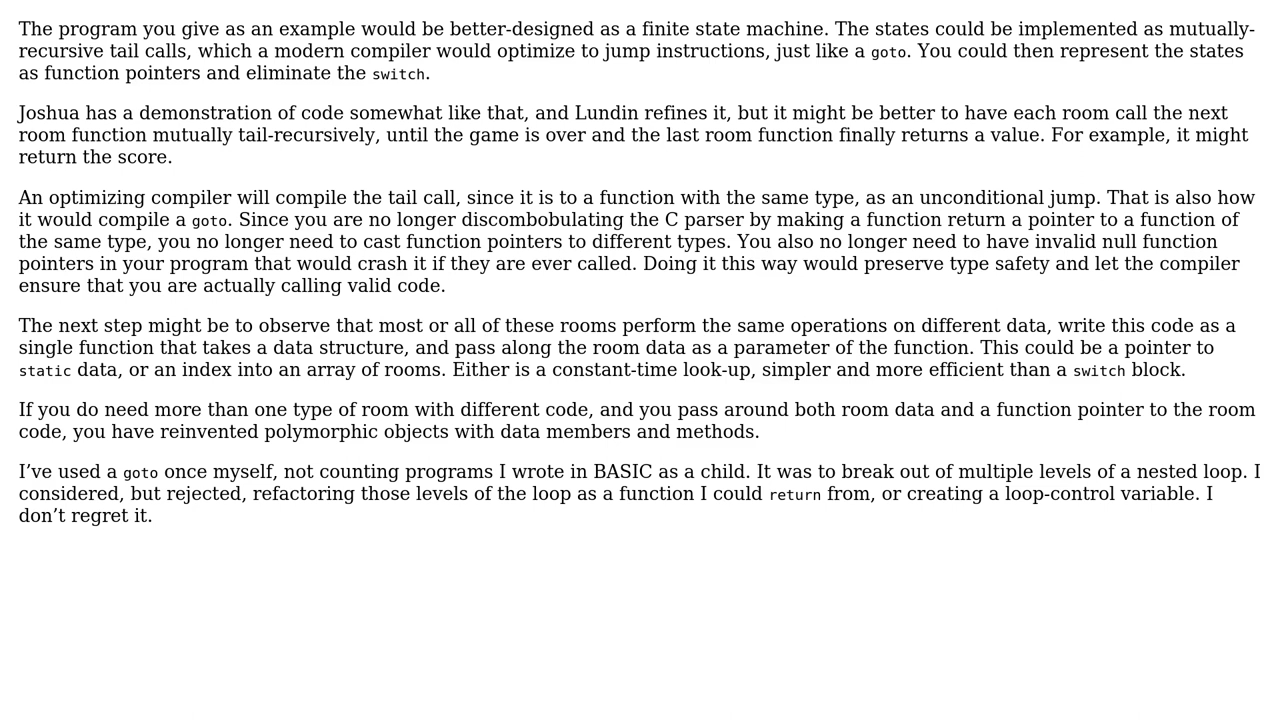 The program you give as an example would be better-designed as a finite state machine. The states could be implemented as mutually-
recursive tail calls, which a modern compiler would optimize to jump instructions, just like a goto. You could then represent the states
as function pointers and eliminate the switch.
Joshua has a demonstration of code somewhat like that, and Lundin refines it, but it might be better to have each room call the next
room function mutually tail-recursively, until the game is over and the last room function finally returns a value. For example, it might
return the score.
An optimizing compiler will compile the tail call, since it is to a function with the same type, as an unconditional jump. That is also how
it would compile a goto. Since you are no longer discombobulating the C parser by making a function return a pointer to a function of
the same type, you no longer need to cast function pointers to different types. You also no longer need to have invalid null function
pointers in your program that would crash it if they are ever called. Doing it this way would preserve type safety and let the compiler
ensure that you are actually calling valid code.
The next step might be to observe that most or all of these rooms perform the same operations on different data, write this code as a
single function that takes a data structure, and pass along the room data as a parameter of the function. This could be a pointer to
static data, or an index into an array of rooms. Either is a constant-time look-up, simpler and more efficient than a switch block.
If you do need more than one type of room with different code, and you pass around both room data and a function pointer to the room
code, you have reinvented polymorphic objects with data members and methods.
I’ve used a goto once myself, not counting programs I wrote in BASIC as a child. It was to break out of multiple levels of a nested loop. I
considered, but rejected, refactoring those levels of the loop as a function I could return from, or creating a loop-control variable. I
don’t regret it.